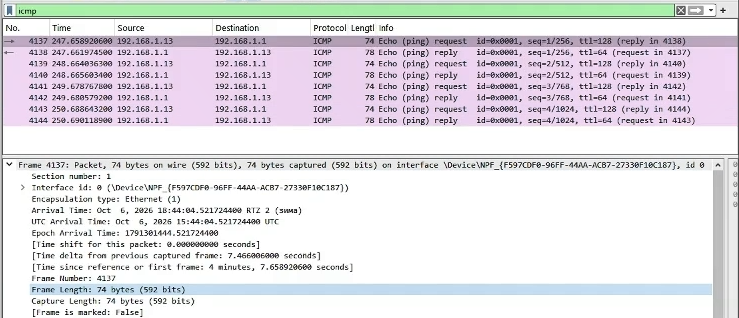 icmp
No. Time Source Destination Protocol Lengtl Info
4137 247.658920600 192.168.1.13 192.168.1.1 ICMP 74 Echo (ping) request id=0x0001, seq=1/256, ttl=128 (reply in 4138)
4138 247.661974500 192.168.1.1 192.168.1.13 ICMP 78 Echo (ping) reply id=0x0001, seq=1/256, ttl=64 (request in 4137)
4139 248.664036300 192.168.1.13 192.168.1.1 ICMP 74 Echo (ping) request id=0x0001, seq=2/512, ttl=128 (reply in 4140)
4140 248.665603400 192.168.1.1 192.168.1.13 ICMP 78 Echo (ping) reply id=0x0001, seq=2/512, ttl=64 (request in 4139)
4141 249.678767800 192.168.1.13 192.168.1.1 ICMP 74 Echo (ping) request id=0x0001, seq=3/768, ttl=128 (reply in 4142)
4142 249.680579200 192.168.1.1 192.168.1.13 ICMP 78 Echo (ping) reply id=0x0001, seq=3/768, ttl=64 (request in 4141)
4143 250.688643200 192.168.1.13 192.168.1.1 ICMP 74 Echo (ping) request id=0x0001, seq=4/1024, ttl=128 (reply in 4144)
4144 250.690118900 192.168.1.1 192.168.1.13 ICMP 78 Echo (ping) reply id=0x0001, seq=4/1024, ttl=64 (request in 4143)
Frame 4137: Packet, 74 bytes on wire (592 bits), 74 bytes captured (592 bits) on interface \Device\NPF_{F597CDF0-96FF-44AA-ACB7-27330F10C187}, id 0
Section number: 1
Interface id: 0 (\Device\NPF_{F597CDF0-96FF-44AA-ACB7-27330F10C187})
Encapsulation type: Ethernet (1)
Arrival Time: Oct 6, 2026 18:44:04.521724400 RTZ 2 (зима)
UTC Arrival Time: Oct 6, 2026 15:44:04.521724400 UTC
Epoch Arrival Time: 1791301444.521724400
[Time shift for this packet: 0.000000000 seconds]
[Time delta from previous captured frame: 7.466006000 seconds]
[Time since reference or first frame: 4 minutes, 7.658920600 seconds]
Frame Number: 4137
Frame Length: 74 bytes (592 bits)
Capture Length: 74 bytes (592 bits)
[Frame is marked: False]